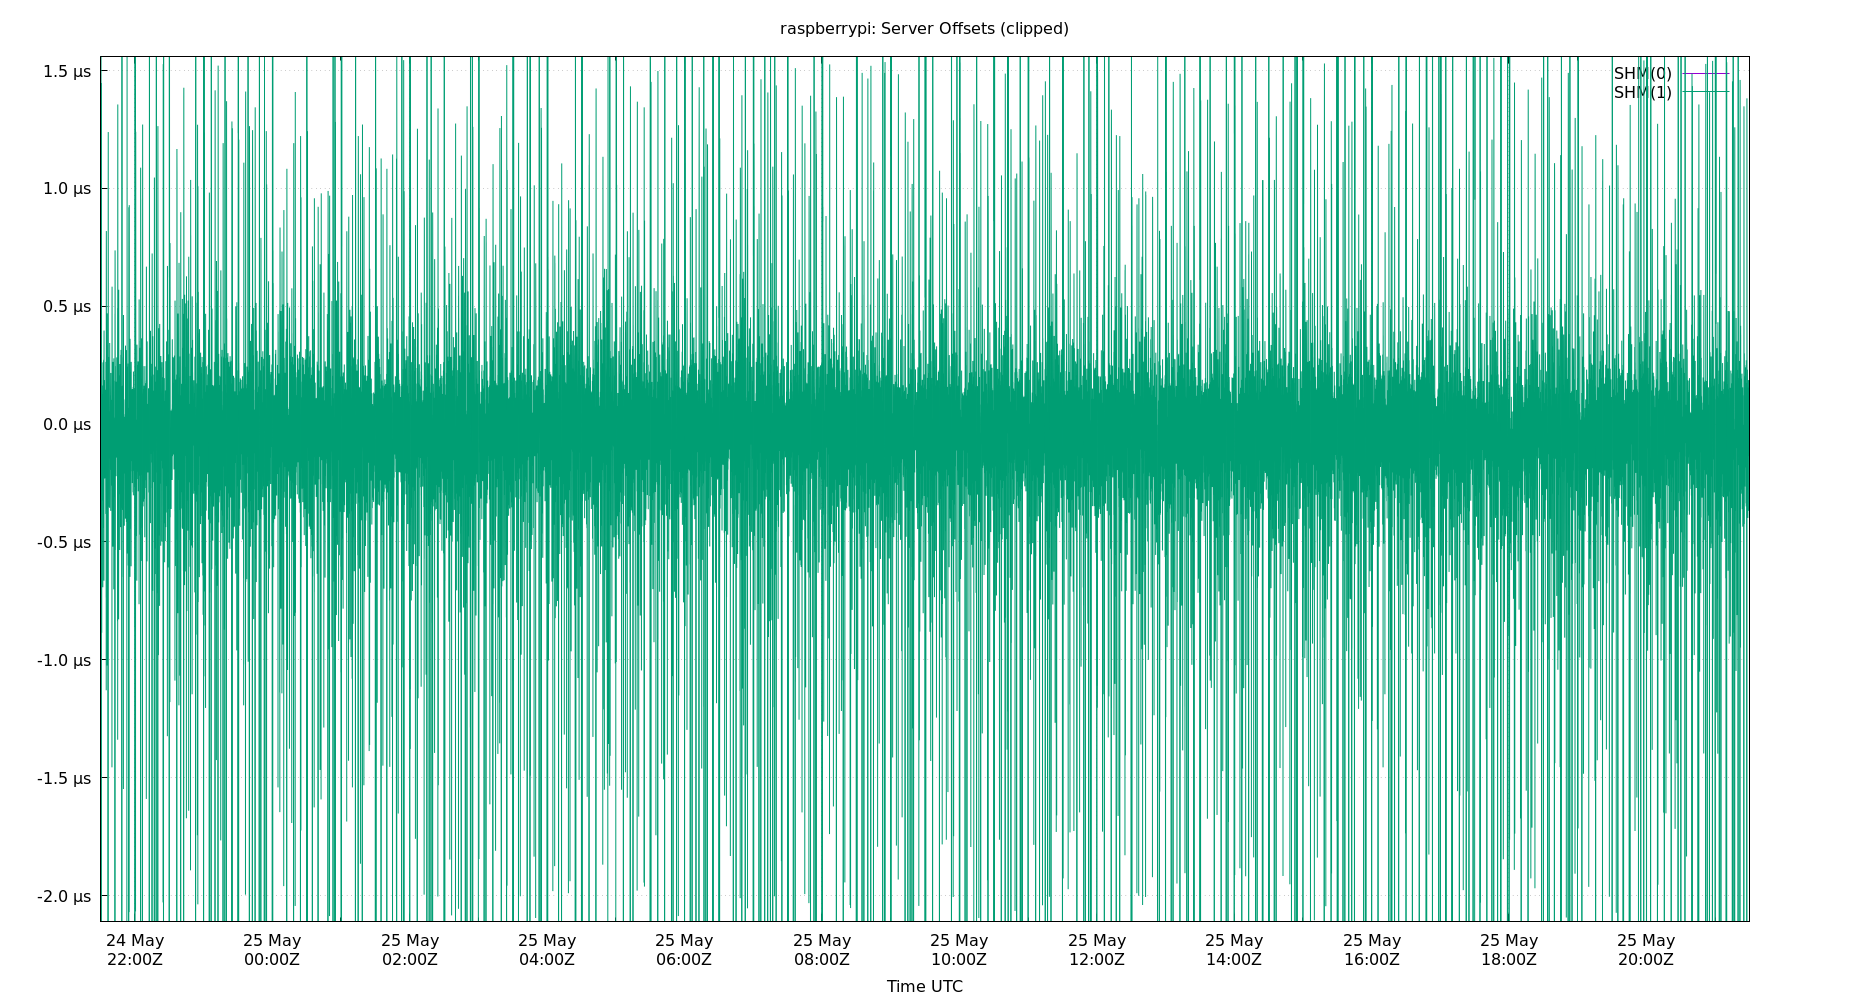 raspberrypi: Server Offsets (clipped)
SHM(0)
SHM(1)
1.5 µs
1.0 µs
0.5 µs
0.0 µs
-0.5 µs
-1.0 µs
-1.5 µs
-2.0 µs
24 May 25 May 25 May 25 May 25 May 25 May 25 May 25 May 25 May 25 May 25 May 25 May
22:00Z 00:00Z 02:00Z 04:00Z 06:00Z 08:00Z 10:00Z 12:00Z 14:00Z 16:00Z 18:00Z 20:00Z
Time UTC